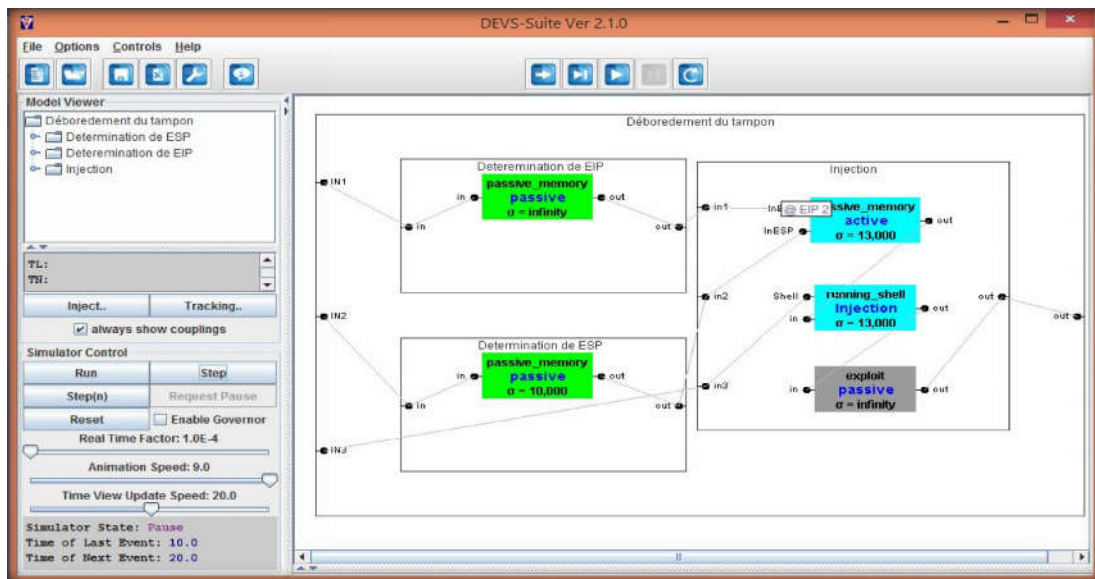 DEVS-Suite Ver 2.1.0
File Options Controls Help
Model Viewer
Déboredement du tampon
Determination de ESP
Deteremination de EIP
Injection
TL:
TN:
Inject.. Tracking..
always show couplings
Simulator Control
Run Step
Step(n) Request Pause
Reset Enable Governor
Real Time Factor: 1.0E-4
Animation Speed: 9.0
Time View Update Speed: 20.0
Simulator State: Pause
Time of Last Event: 10.0
Time of Next Event: 20.0
Déboredement du tampon
IN1
IN2
IN3
out
Deteremination de EIP
in
out
passive_memory
passive
σ = infinity
in
out
Determination de ESP
in
out
passive_memory
passive
σ = 10,000
in
out
Injection
in1
in2
in3
out
@ EIP 2
ssive_memory
active
σ = 13,000
InESP
out
running_shell
Injection
σ = 13,000
Shell
in
out
exploit
passive
σ = infinity
in
out